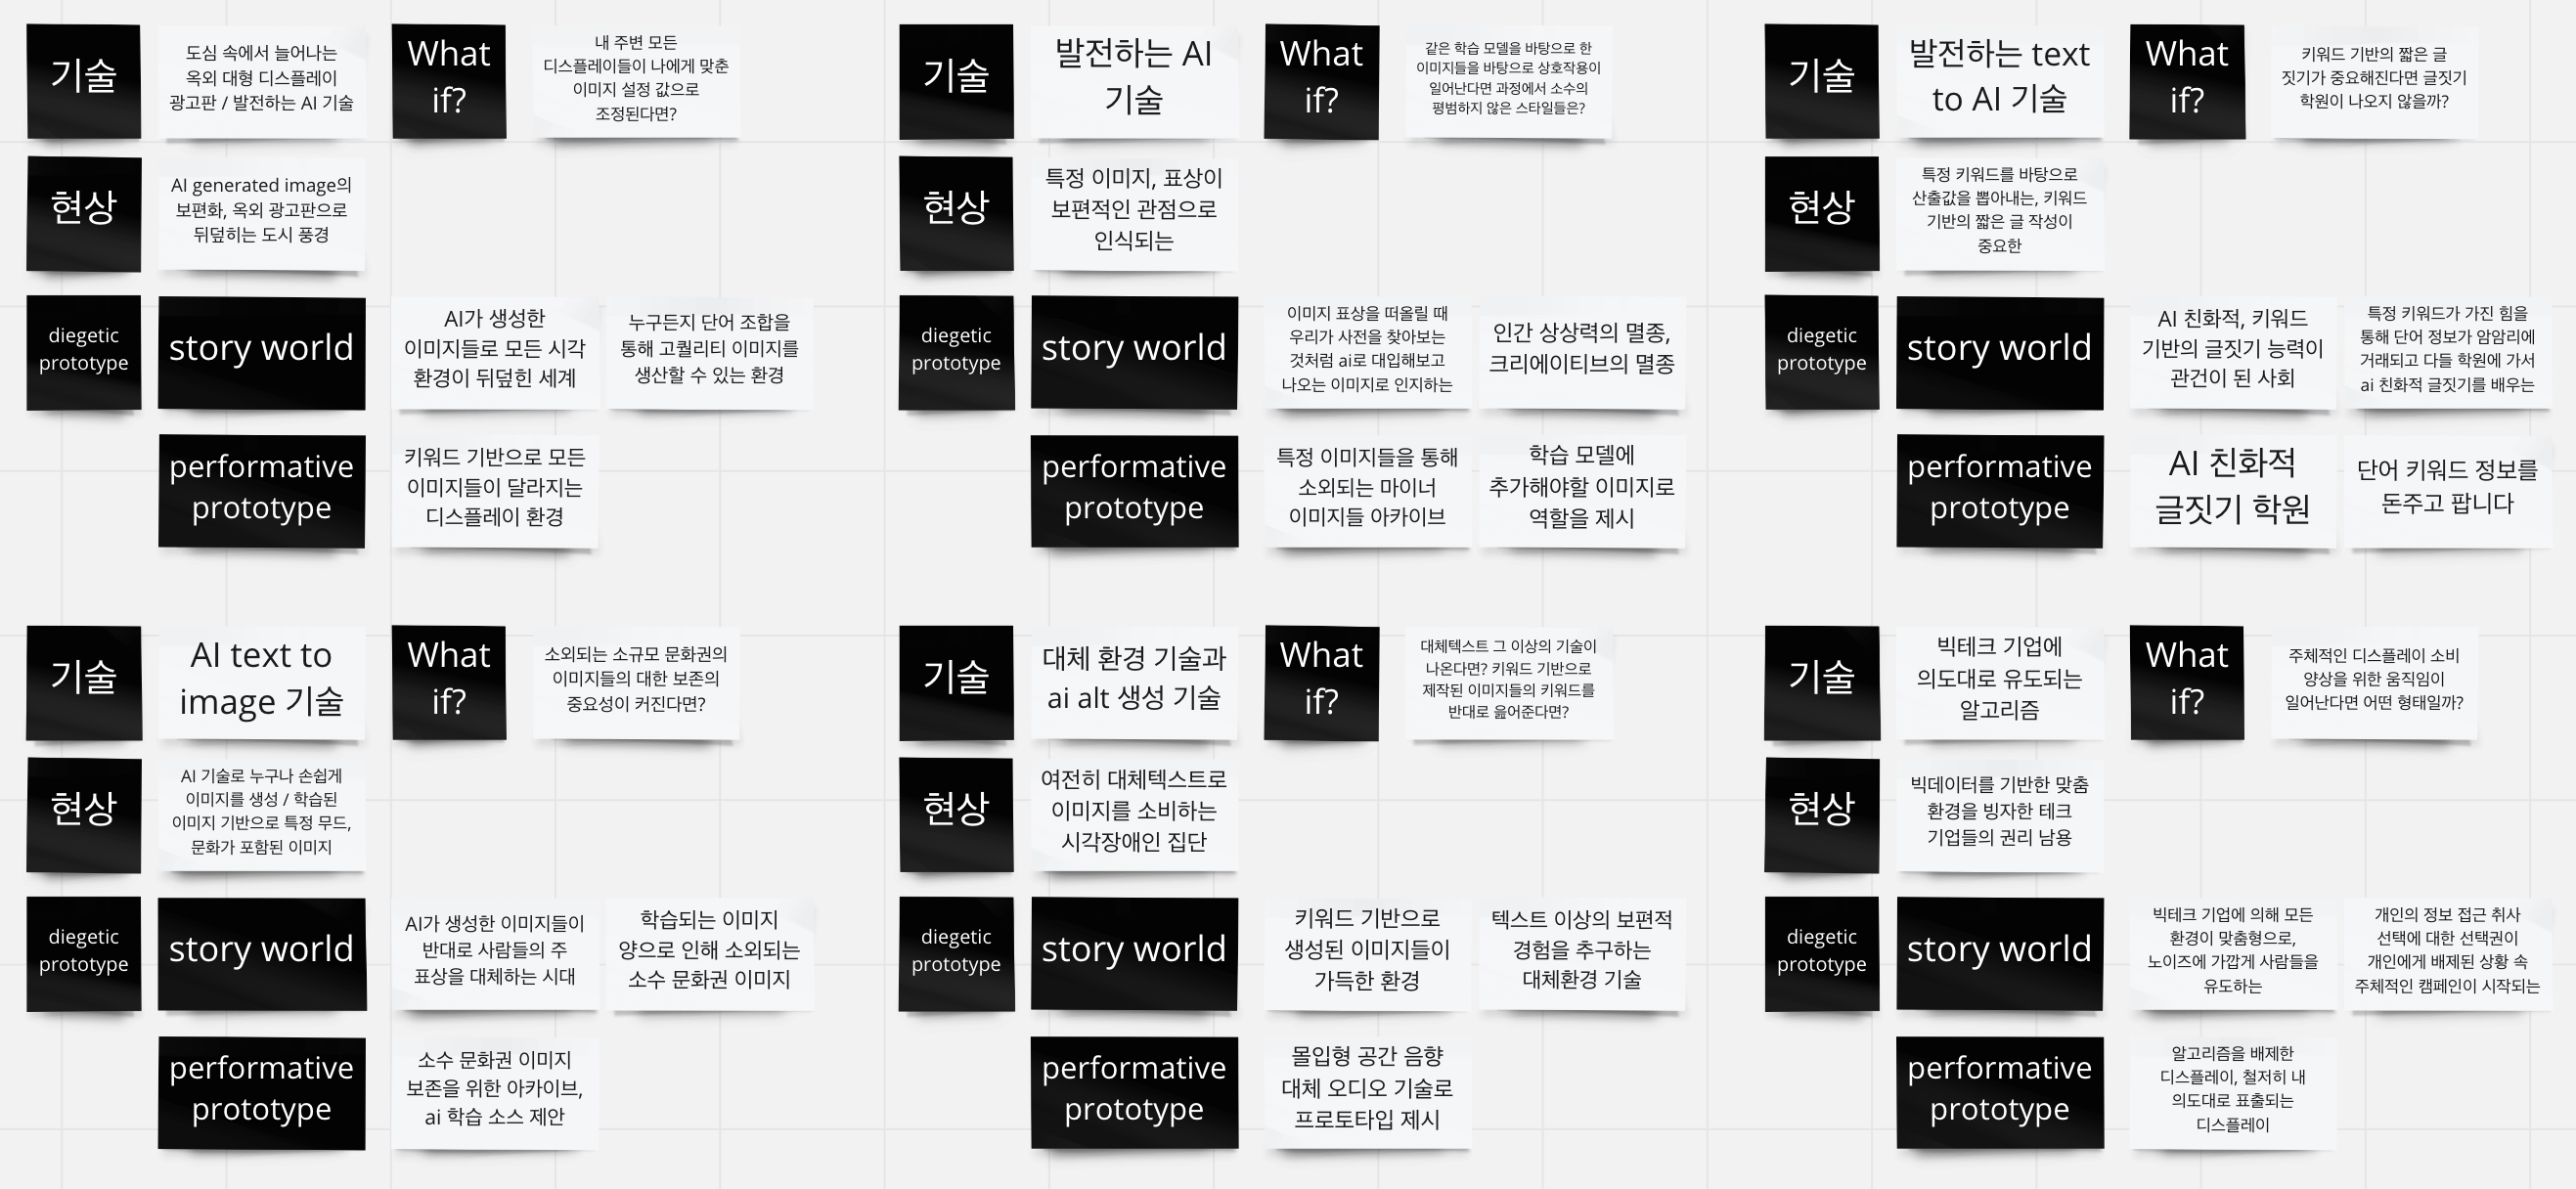 기술
도심 속에서 늘어나는
옥외 대형 디스플레이
광고판 / 발전하는 AI 기술
What
if?
내 주변 모든
디스플레이들이 나에게 맞춘
이미지 설정 값으로
조정된다면?
현상
AI generated image의
보편화, 옥외 광고판으로
뒤덮히는 도시 풍경
diegetic
prototype
story world
AI가 생성한
이미지들로 모든 시각
환경이 뒤덮힌 세계
누구든지 단어 조합을
통해 고퀄리티 이미지를
생산할 수 있는 환경
performative
prototype
키워드 기반으로 모든
이미지들이 달라지는
디스플레이 환경
기술
발전하는 AI
기술
What
if?
같은 학습 모델을 바탕으로 한
이미지들을 바탕으로 상호작용이
일어난다면 과정에서 소수의
평범하지 않은 스타일들은?
현상
특정 이미지, 표상이
보편적인 관점으로
인식되는
diegetic
prototype
story world
이미지 표상을 떠올릴 때
우리가 사전을 찾아보는
것처럼 ai로 대입해보고
나오는 이미지로 인지하는
인간 상상력의 멸종,
크리에이티브의 멸종
performative
prototype
특정 이미지들을 통해
소외되는 마이너
이미지들 아카이브
학습 모델에
추가해야할 이미지로
역할을 제시
기술
발전하는 text
to AI 기술
What
if?
키워드 기반의 짧은 글
짓기가 중요해진다면 글짓기
학원이 나오지 않을까?
현상
특정 키워드를 바탕으로
산출값을 뽑아내는, 키워드
기반의 짧은 글 작성이
중요한
diegetic
prototype
story world
AI 친화적, 키워드
기반의 글짓기 능력이
관건이 된 사회
특정 키워드가 가진 힘을
통해 단어 정보가 암암리에
거래되고 다들 학원에 가서
ai 친화적 글짓기를 배우는
performative
prototype
AI 친화적
글짓기 학원
단어 키워드 정보를
돈주고 팝니다
기술
AI text to
image 기술
What
if?
소외되는 소규모 문화권의
이미지들의 대한 보존의
중요성이 커진다면?
현상
AI 기술로 누구나 손쉽게
이미지를 생성 / 학습된
이미지 기반으로 특정 무드,
문화가 포함된 이미지
diegetic
prototype
story world
AI가 생성한 이미지들이
반대로 사람들의 주
표상을 대체하는 시대
학습되는 이미지
양으로 인해 소외되는
소수 문화권 이미지
performative
prototype
소수 문화권 이미지
보존을 위한 아카이브,
ai 학습 소스 제안
기술
대체 환경 기술과
ai alt 생성 기술
What
if?
대체텍스트 그 이상의 기술이
나온다면? 키워드 기반으로
제작된 이미지들의 키워드를
반대로 읊어준다면?
현상
여전히 대체텍스트로
이미지를 소비하는
시각장애인 집단
diegetic
prototype
story world
키워드 기반으로
생성된 이미지들이
가득한 환경
텍스트 이상의 보편적
경험을 추구하는
대체환경 기술
performative
prototype
몰입형 공간 음향
대체 오디오 기술로
프로토타입 제시
기술
빅테크 기업에
의도대로 유도되는
알고리즘
What
if?
주체적인 디스플레이 소비
양상을 위한 움직임이
일어난다면 어떤 형태일까?
현상
빅데이터를 기반한 맞춤
환경을 빙자한 테크
기업들의 권리 남용
diegetic
prototype
story world
빅테크 기업에 의해 모든
환경이 맞춤형으로,
노이즈에 가깝게 사람들을
유도하는
개인의 정보 접근 취사
선택에 대한 선택권이
개인에게 배제된 상황 속
주체적인 캠페인이 시작되는
performative
prototype
알고리즘을 배제한
디스플레이, 철저히 내
의도대로 표출되는
디스플레이